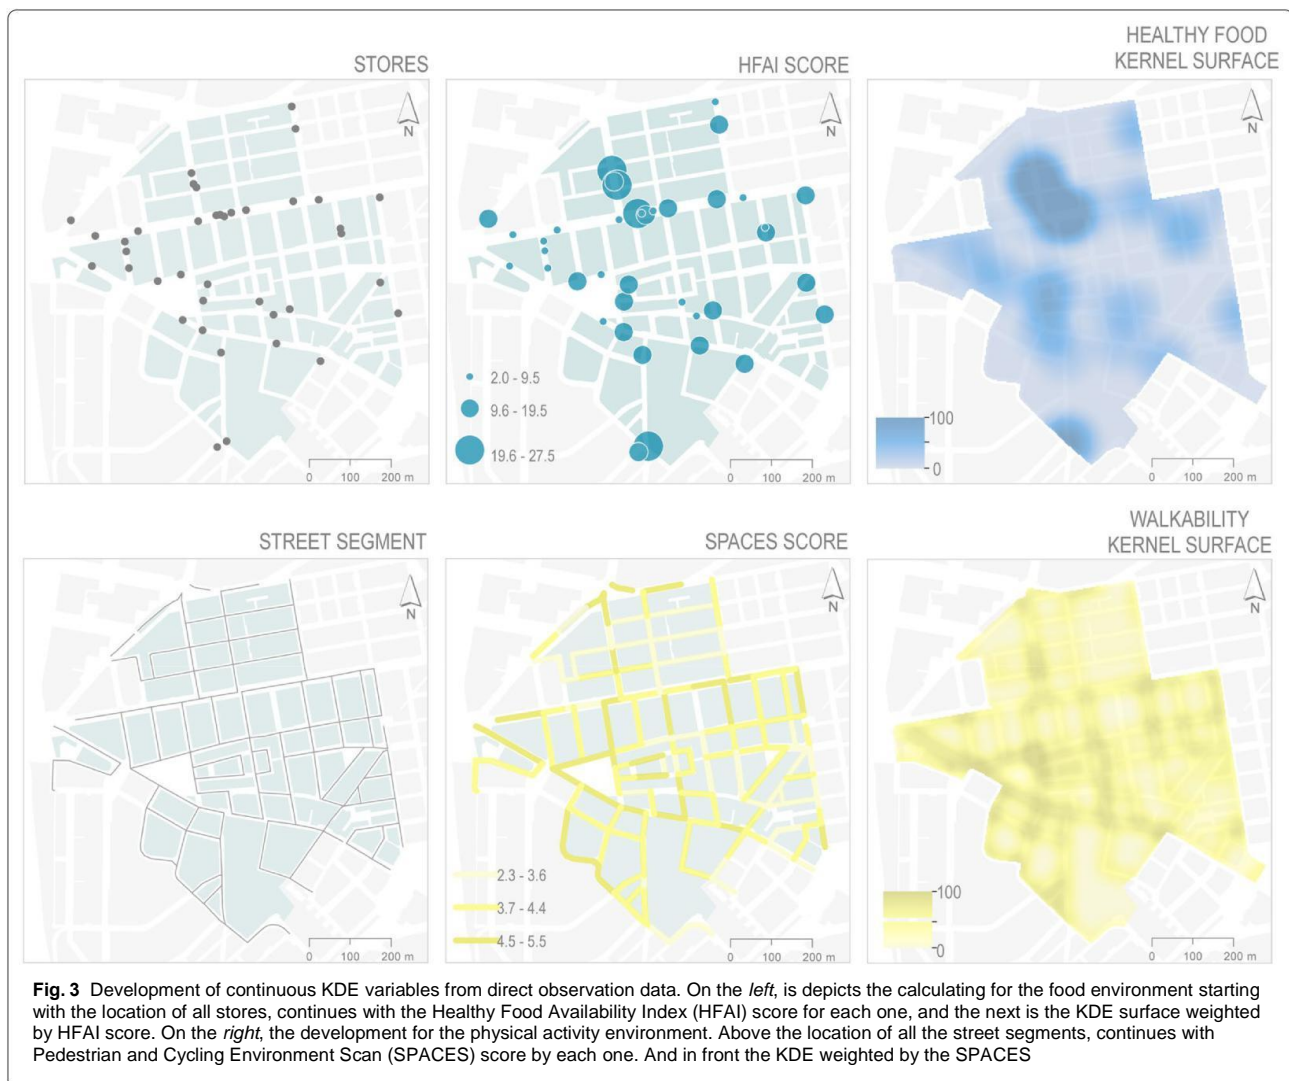 STORES
HFAI SCORE
HEALTHY FOOD
KERNEL SURFACE
N
N
N
2.0 - 9.5
9.6 - 19.5
19.6 - 27.5
100
0
0 100 200 m
0 100 200 m
0 100 200 m
STREET SEGMENT
SPACES SCORE
WALKABILITY
KERNEL SURFACE
N
N
N
2.3 - 3.6
3.7 - 4.4
4.5 - 5.5
100
0
0 100 200 m
0 100 200 m
0 100 200 m
Fig. 3 Development of continuous KDE variables from direct observation data. On the left, is depicts the calculating for the food environment starting
with the location of all stores, continues with the Healthy Food Availability Index (HFAI) score for each one, and the next is the KDE surface weighted
by HFAI score. On the right, the development for the physical activity environment. Above the location of all the street segments, continues with
Pedestrian and Cycling Environment Scan (SPACES) score by each one. And in front the KDE weighted by the SPACES